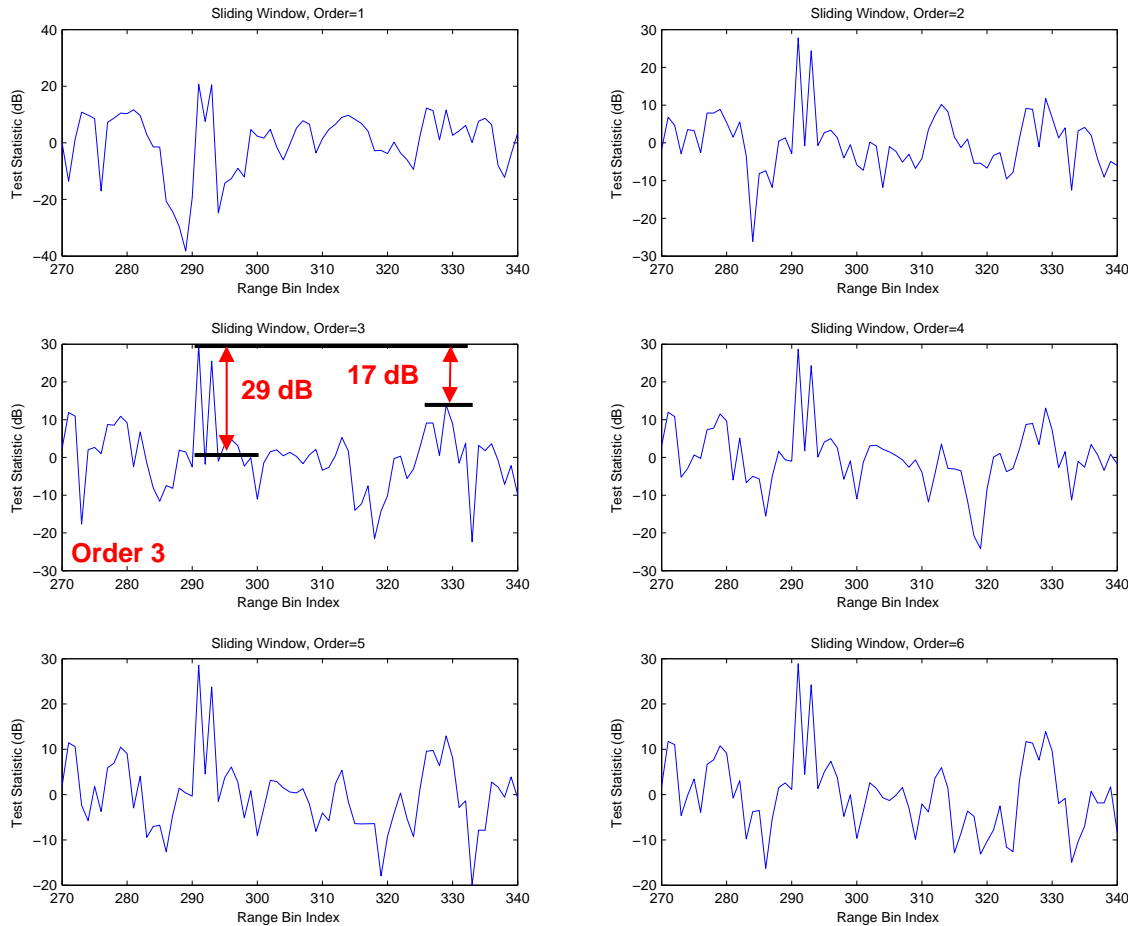 Sliding Window, Order=1
40
20
0
−20
−40
Test Statistic (dB)
270 280 290 300 310 320 330 340
Range Bin Index
Sliding Window, Order=2
30
20
10
0
−10
−20
−30
Test Statistic (dB)
270 280 290 300 310 320 330 340
Range Bin Index
Sliding Window, Order=3
30
20
10
0
−10
−20
−30
Test Statistic (dB)
29 dB
17 dB
Order 3
270 280 290 300 310 320 330 340
Range Bin Index
Sliding Window, Order=4
30
20
10
0
−10
−20
−30
Test Statistic (dB)
270 280 290 300 310 320 330 340
Range Bin Index
Sliding Window, Order=5
30
20
10
0
−10
−20
Test Statistic (dB)
270 280 290 300 310 320 330 340
Range Bin Index
Sliding Window, Order=6
30
20
10
0
−10
−20
Test Statistic (dB)
270 280 290 300 310 320 330 340
Range Bin Index